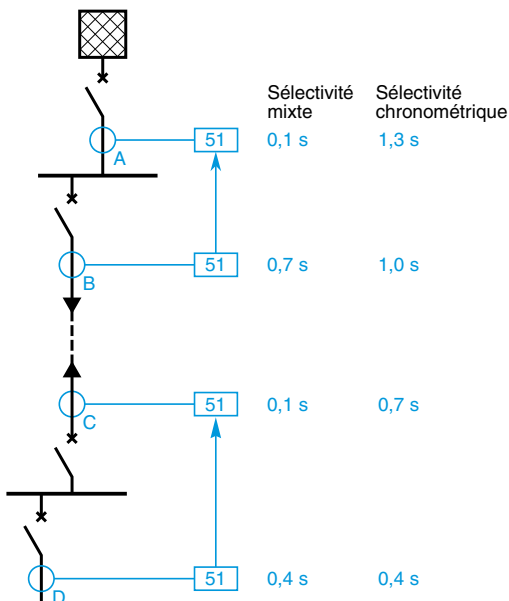 Sélectivité mixte
Sélectivité chronométrique
A
51
0,1 s
1,3 s
B
51
0,7 s
1,0 s
C
51
0,1 s
0,7 s
D
51
0,4 s
0,4 s